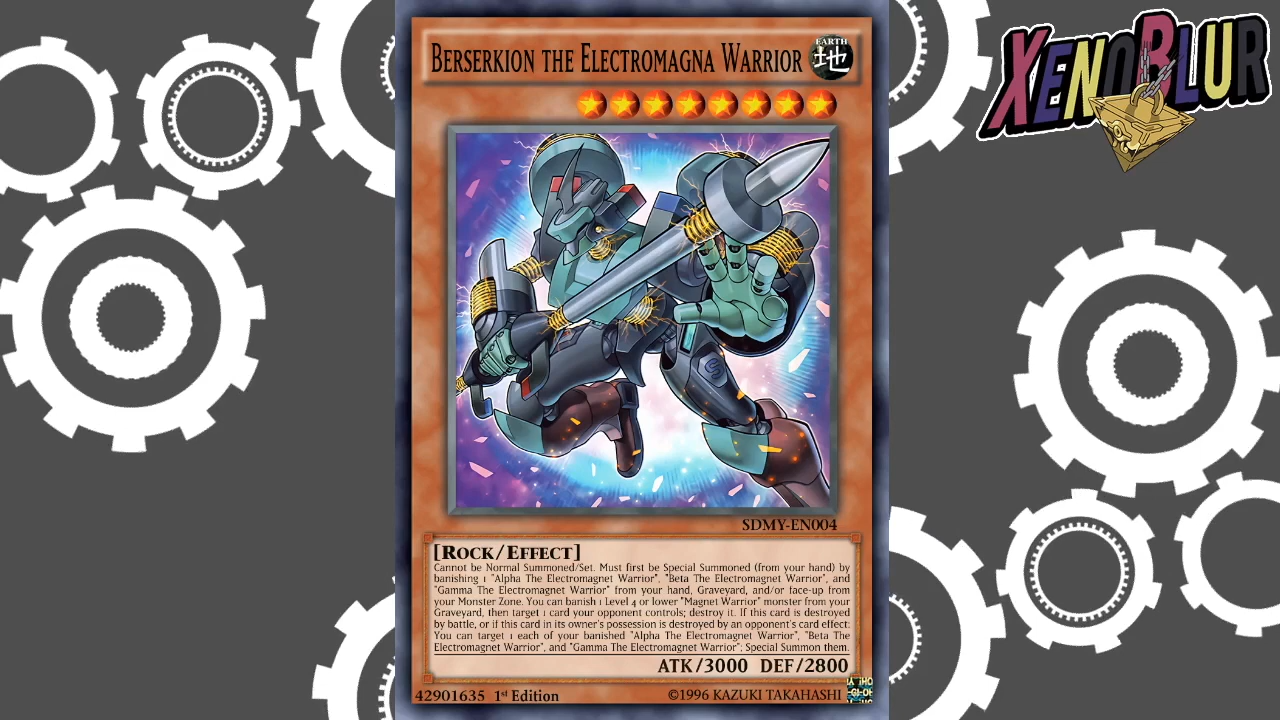 XENOBLUR
BERSERKION THE ELECTROMAGNA WARRIOR
EARTH
地
SDMY-EN004
[ROCK/EFFECT]
Cannot be Normal Summoned/Set. Must first be Special Summoned (from your hand) by
banishing 1 "Alpha The Electromagnet Warrior", "Beta The Electromagnet Warrior", and
"Gamma The Electromagnet Warrior" from your hand, Graveyard, and/or face-up from
your Monster Zone. You can banish 1 Level 4 or lower "Magnet Warrior" monster from your
Graveyard, then target 1 card your opponent controls; destroy it. If this card is destroyed
by battle, or if this card in its owner's possession is destroyed by an opponent's card effect:
You can target 1 each of your banished "Alpha The Electromagnet Warrior", "Beta The
Electromagnet Warrior", and "Gamma The Electromagnet Warrior"; Special Summon them.
ATK/3000 DEF/2800
42901635 1st Edition ©1996 KAZUKI TAKAHASHI